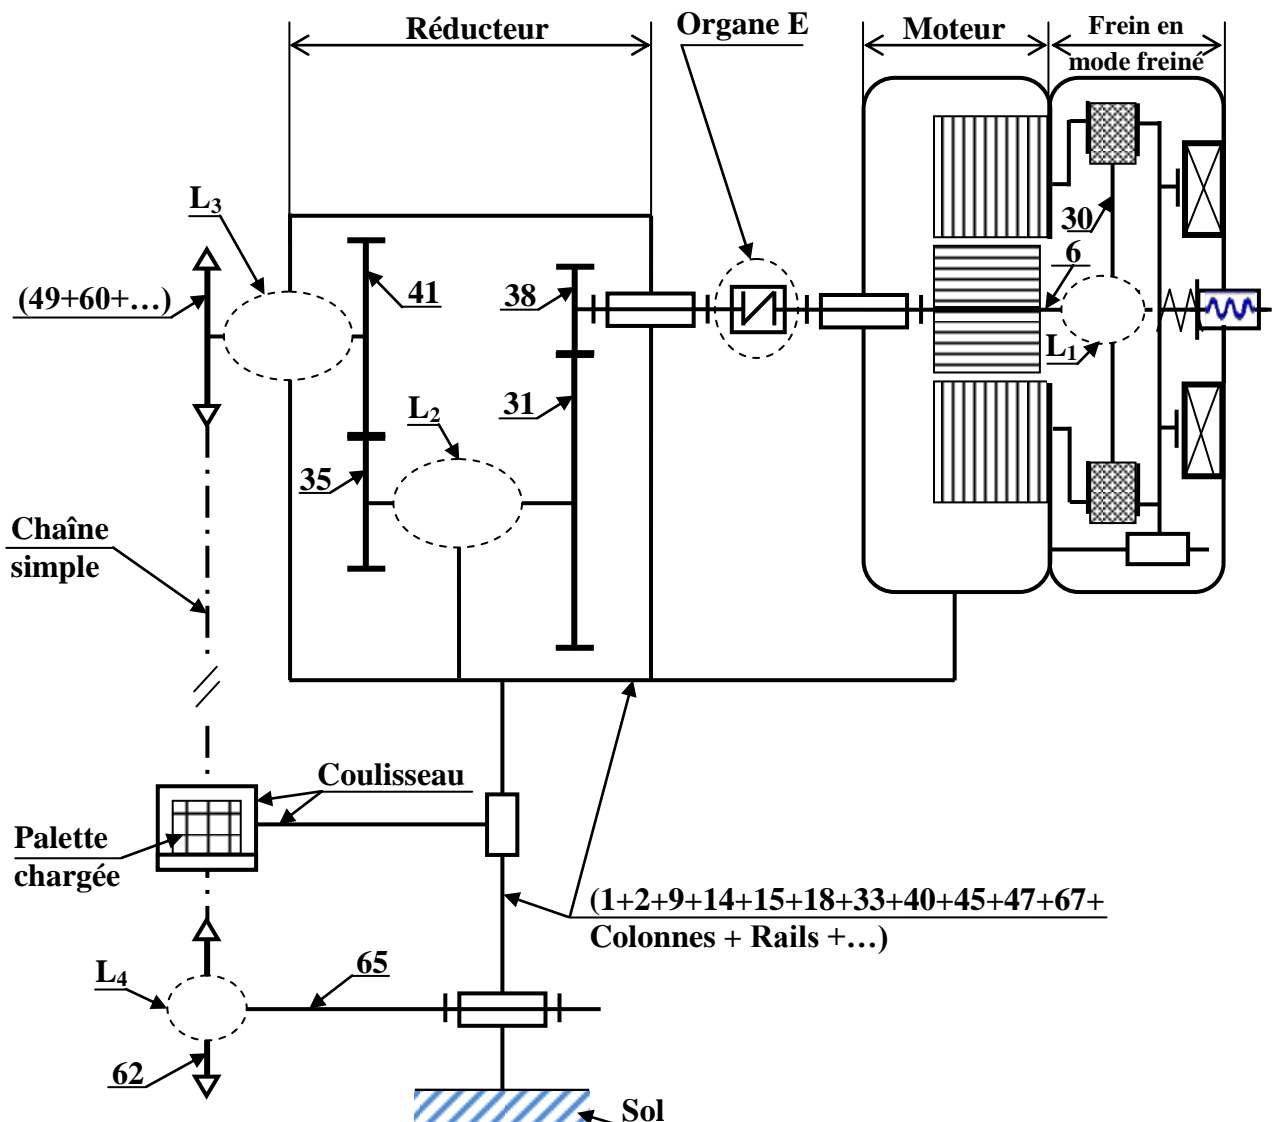 Réducteur
Organe E
Moteur
Frein en
mode freiné
L₃
30
6
(49+60+…)
41
38
L₁
L₂
31
35
Chaîne
simple
Coulisseau
Palette
chargée
(1+2+9+14+15+18+33+40+45+47+67+
Colonnes + Rails +…)
L₄
65
62
Sol